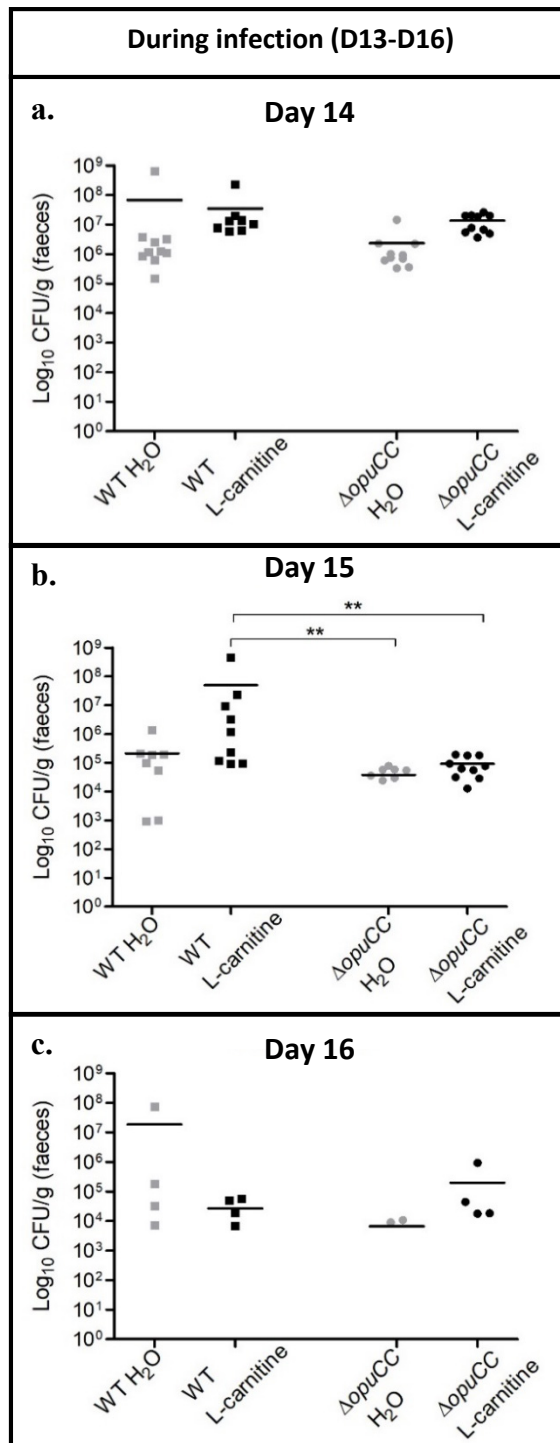 During infection (D13-D16)
a.
Day 14
Log₁₀ CFU/g (faeces)
10⁹
10⁸
10⁷
10⁶
10⁵
10⁴
10³
10²
10¹
10⁰
WT H₂O
WT
L-carnitine
ΔopuCC
H₂O
ΔopuCC
L-carnitine
b.
Day 15
**
**
Log₁₀ CFU/g (faeces)
10⁹
10⁸
10⁷
10⁶
10⁵
10⁴
10³
10²
10¹
10⁰
WT H₂O
WT
L-carnitine
ΔopuCC
H₂O
ΔopuCC
L-carnitine
c.
Day 16
Log₁₀ CFU/g (faeces)
10⁹
10⁸
10⁷
10⁶
10⁵
10⁴
10³
10²
10¹
10⁰
WT H₂O
WT
L-carnitine
ΔopuCC
H₂O
ΔopuCC
L-carnitine